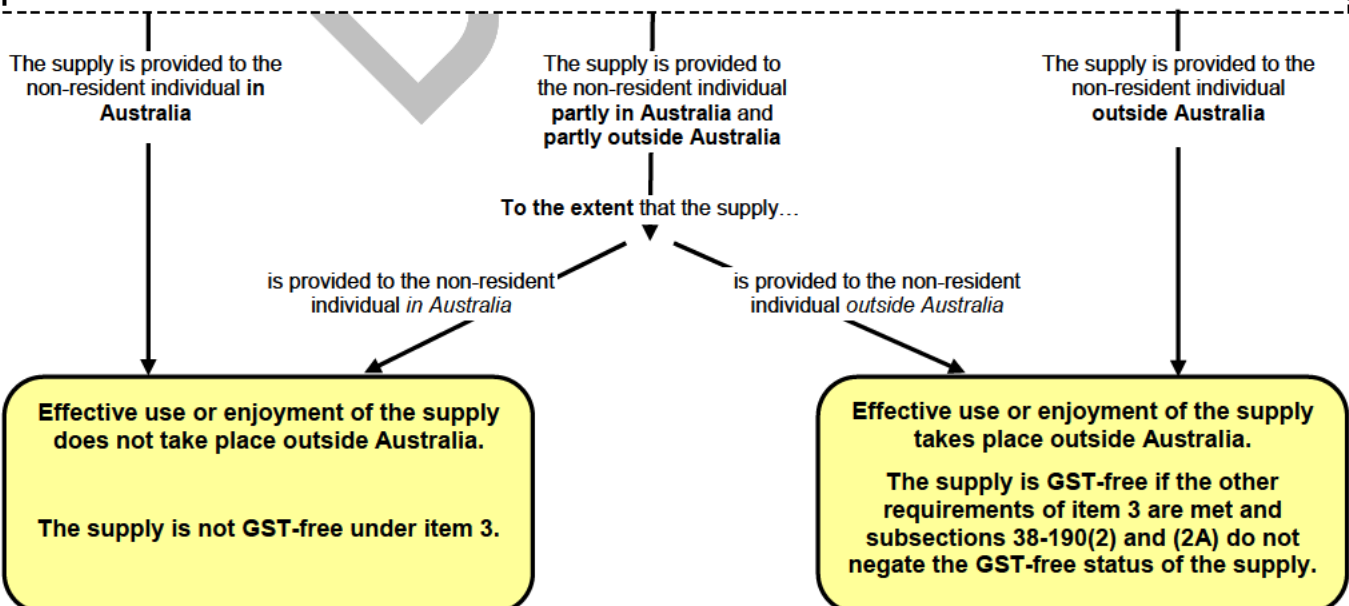 The supply is provided to the
non-resident individual in
Australia
The supply is provided to
the non-resident individual
partly in Australia and
partly outside Australia
The supply is provided to the
non-resident individual
outside Australia
To the extent that the supply…
is provided to the non-resident
individual in Australia
is provided to the non-resident
individual outside Australia
Effective use or enjoyment of the supply
does not take place outside Australia.
The supply is not GST-free under item 3.
Effective use or enjoyment of the supply
takes place outside Australia.
The supply is GST-free if the other
requirements of item 3 are met and
subsections 38-190(2) and (2A) do not
negate the GST-free status of the supply.